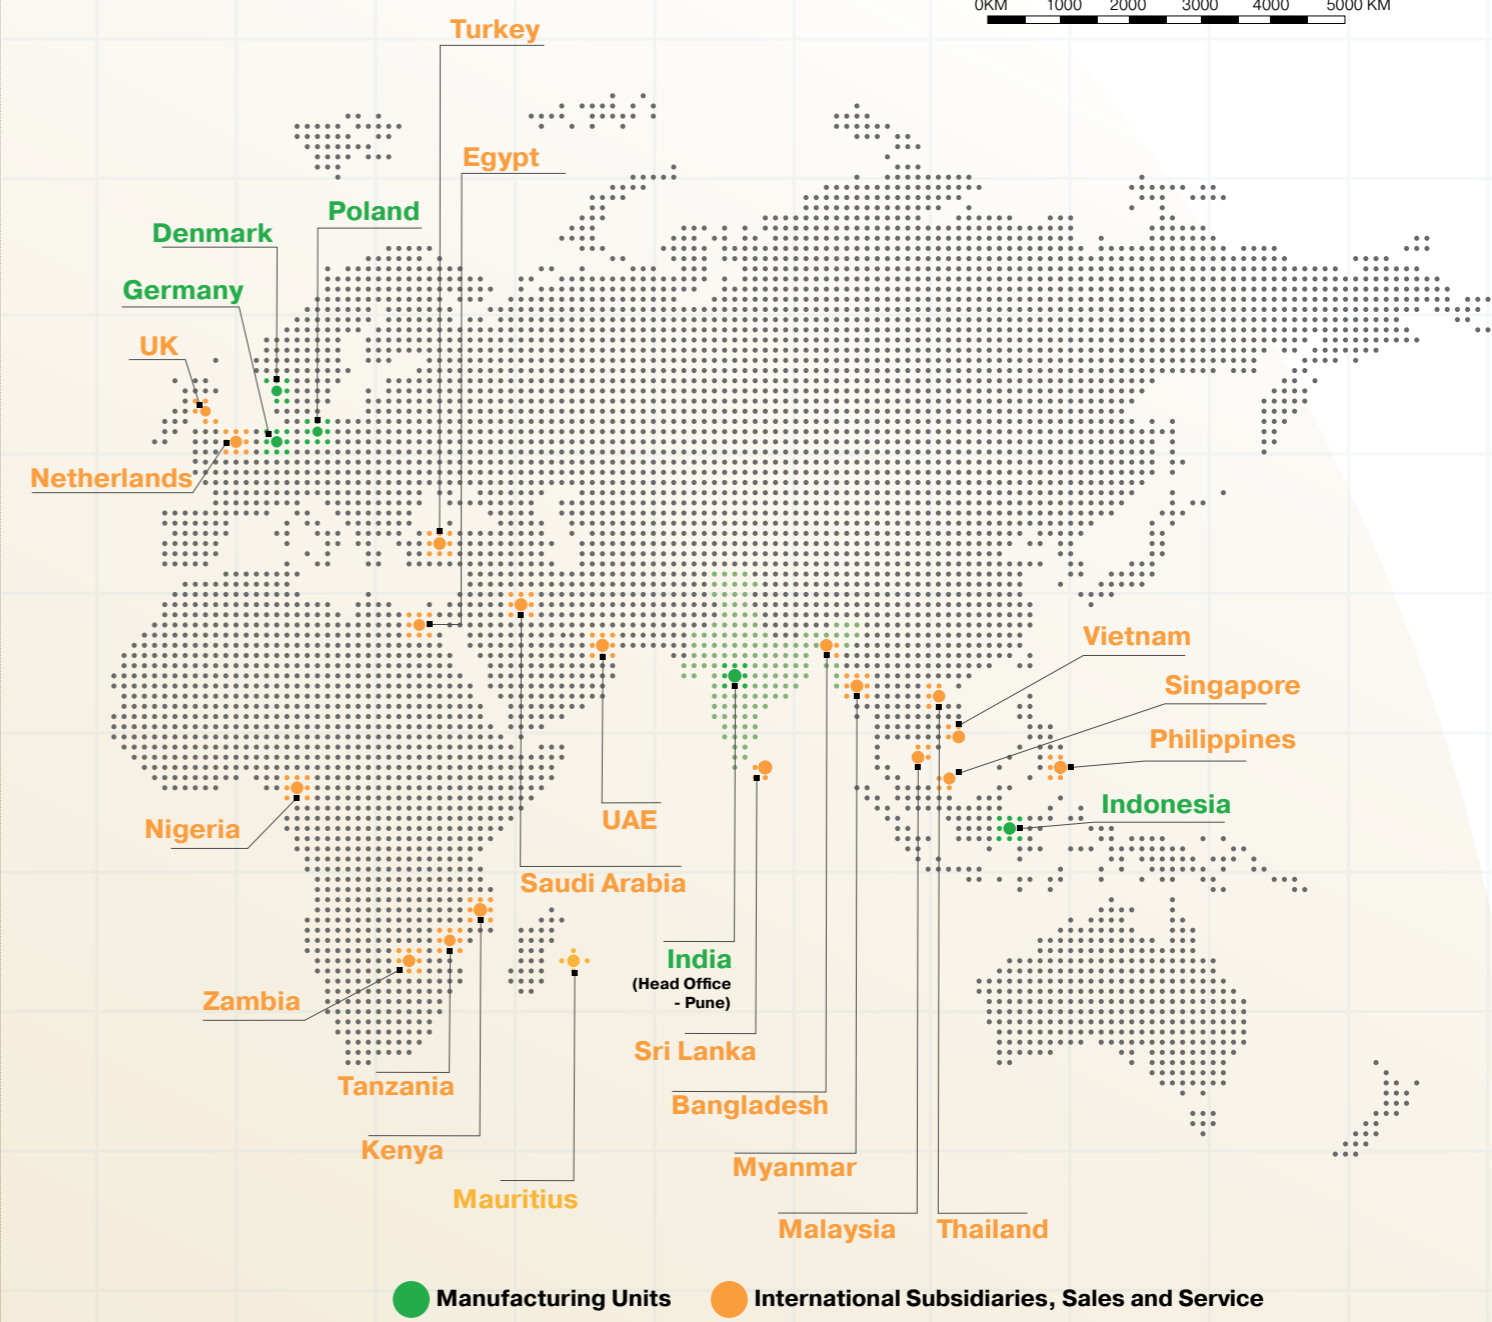 0KM 1000 2000 3000 4000 5000 KM
Turkey
Egypt
Poland
Denmark
Germany
UK
Netherlands
Vietnam
Singapore
Philippines
Indonesia
Nigeria
UAE
Saudi Arabia
India
(Head Office
- Pune)
Zambia
Sri Lanka
Tanzania
Bangladesh
Kenya
Myanmar
Mauritius
Malaysia
Thailand
Manufacturing Units
International Subsidiaries, Sales and Service